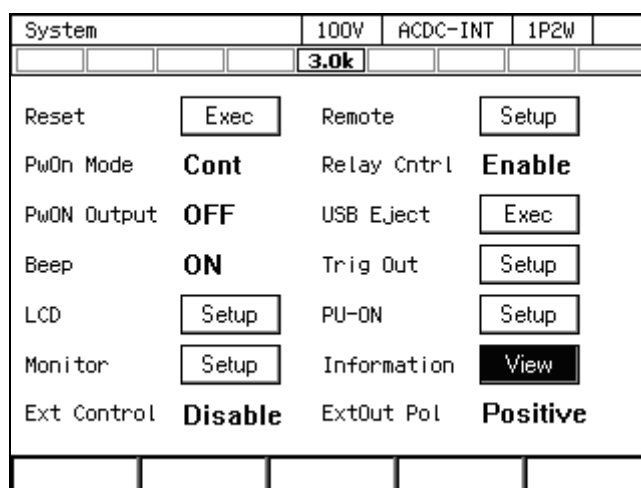 System 100V ACDC-INT 1P2W
3.0k
Reset Exec Remote Setup
PwOn Mode Cont Relay Cntrl Enable
PwON Output OFF USB Eject Exec
Beep ON Trig Out Setup
LCD Setup PU-ON Setup
Monitor Setup Information View
Ext Control Disable ExtOut Pol Positive